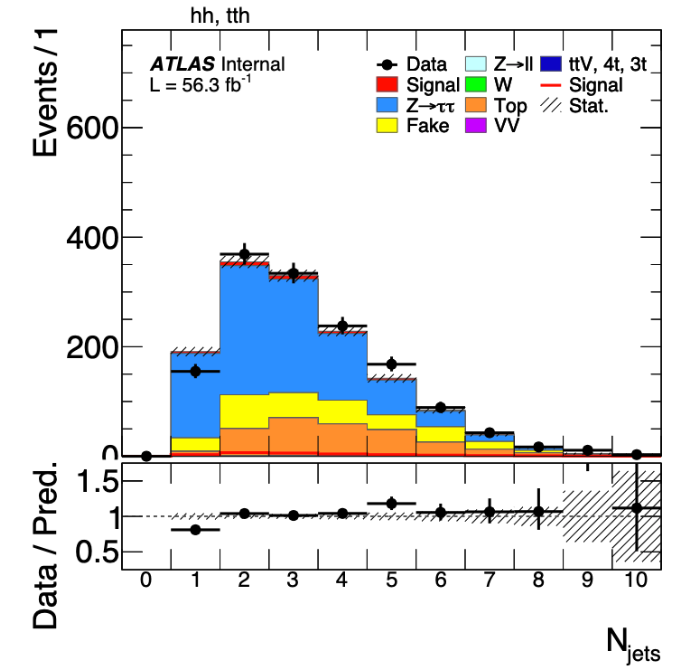 hh, tth
Events / 1
ATLAS Internal
L = 56.3 fb-1
Data
Signal
Z→ττ
Fake
Z→ll
W
Top
VV
ttV, 4t, 3t
Signal
Stat.
600
400
200
0
Data / Pred.
1.5
1
0.5
0 1 2 3 4 5 6 7 8 9 10
Njets